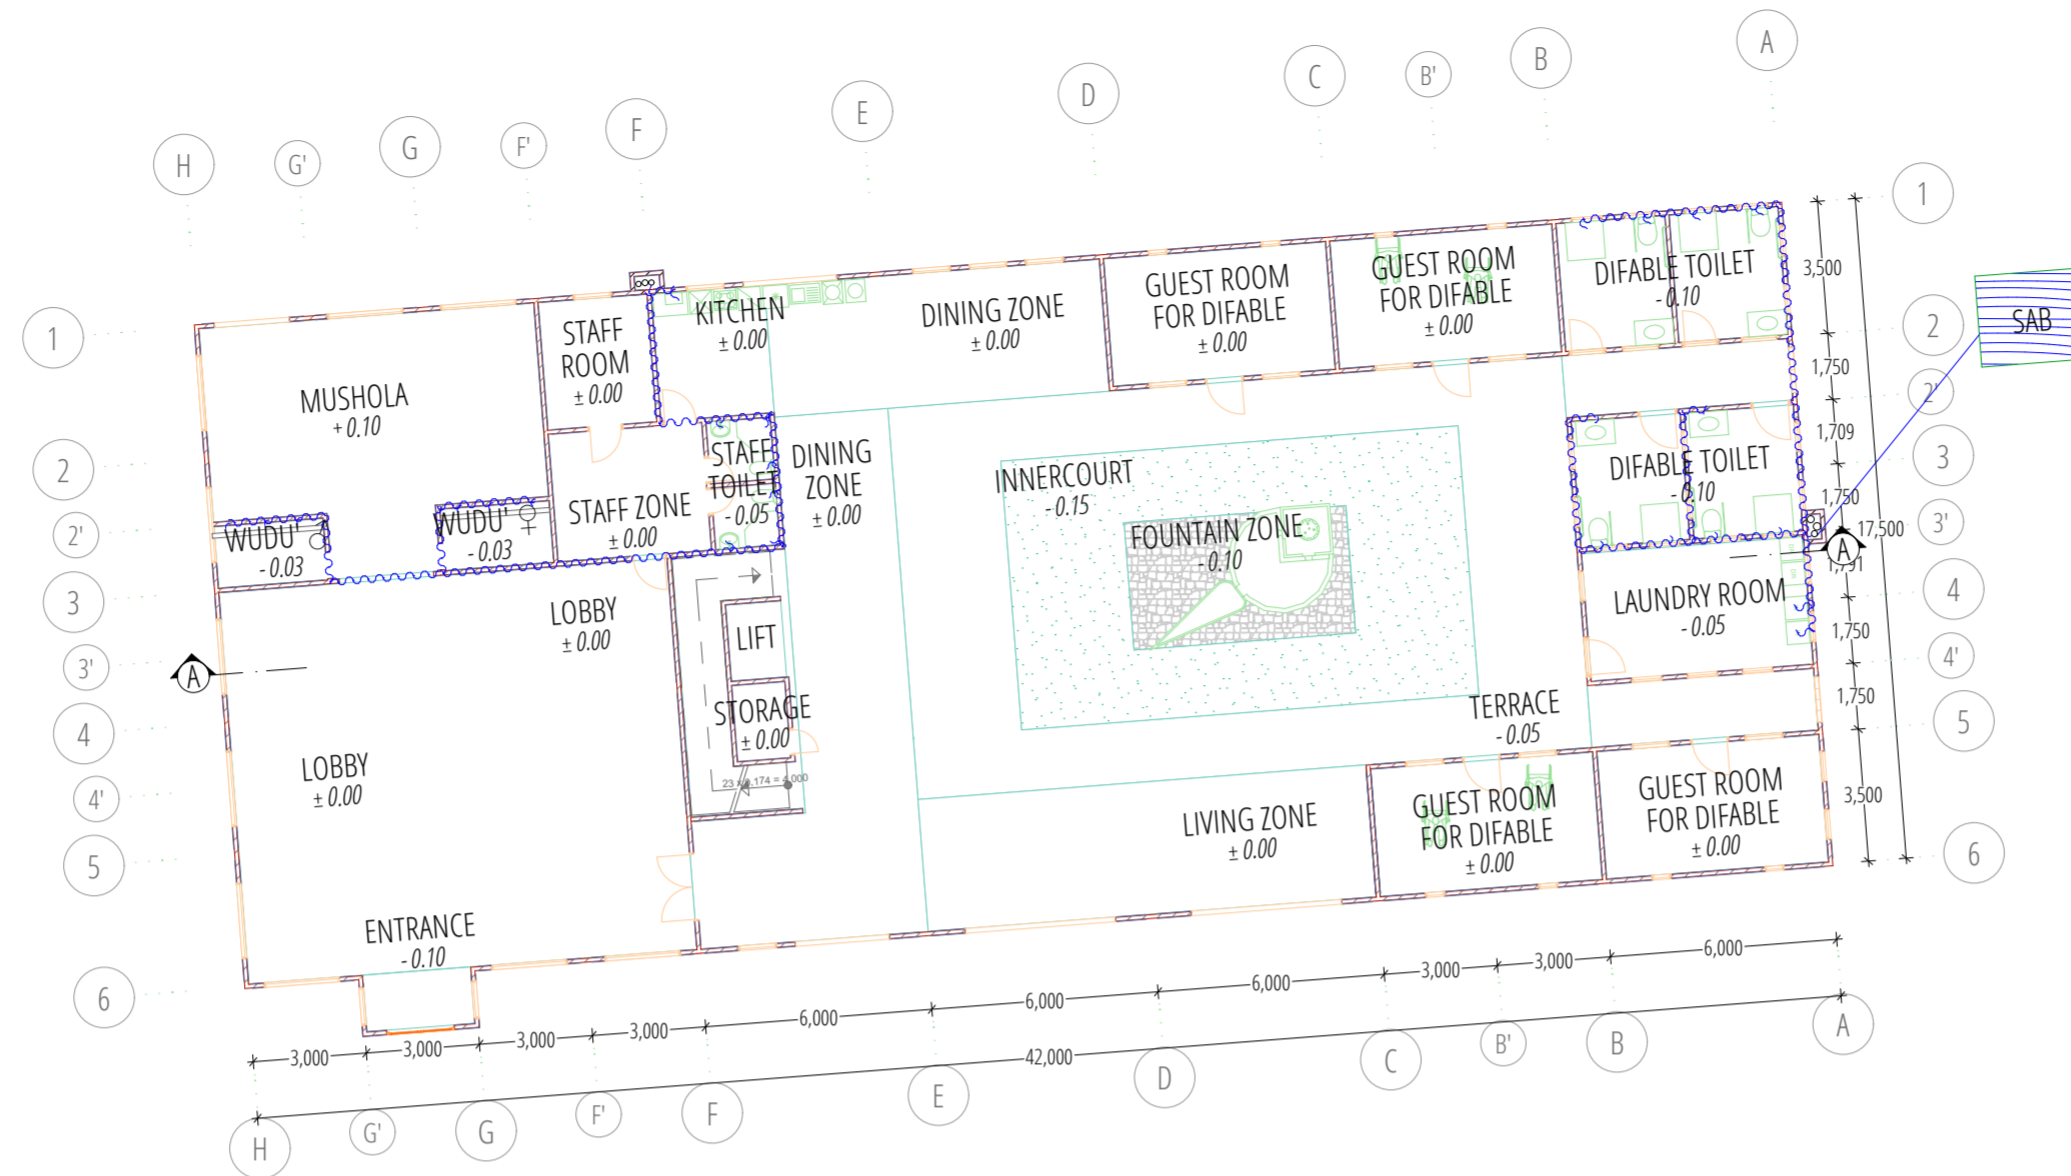 A
B
B'
C
D
E
F
F'
G
G'
H
1
1
2
2
2'
2'
3
3
3'
3'
4
4
4'
4'
5
5
6
6
3,500
1,750
1,709
1,750
17,500
1,791
1,750
1,750
3,500
SAB
MUSHOLA
+0.10
STAFF
ROOM
± 0.00
KITCHEN
± 0.00
DINING ZONE
± 0.00
GUEST ROOM
FOR DIFABLE
± 0.00
GUEST ROOM
FOR DIFABLE
± 0.00
DIFABLE TOILET
-0.10
WUDU'
-0.03
WUDU'
-0.03
STAFF ZONE
± 0.00
STAFF
TOILET
-0.05
DINING
ZONE
± 0.00
INNERCOURT
-0.15
FOUNTAIN ZONE
-0.10
DIFABLE TOILET
-0.10
LAUNDRY ROOM
-0.05
A
A
LOBBY
± 0.00
LIFT
STORAGE
± 0.00
23 x 0.174 = 4.000
TERRACE
-0.05
LOBBY
± 0.00
LIVING ZONE
± 0.00
GUEST ROOM
FOR DIFABLE
± 0.00
GUEST ROOM
FOR DIFABLE
± 0.00
ENTRANCE
-0.10
3,000
3,000
3,000
3,000
6,000
6,000
6,000
3,000
3,000
6,000
42,000
H
G'
G
F'
F
E
D
C
B'
B
A